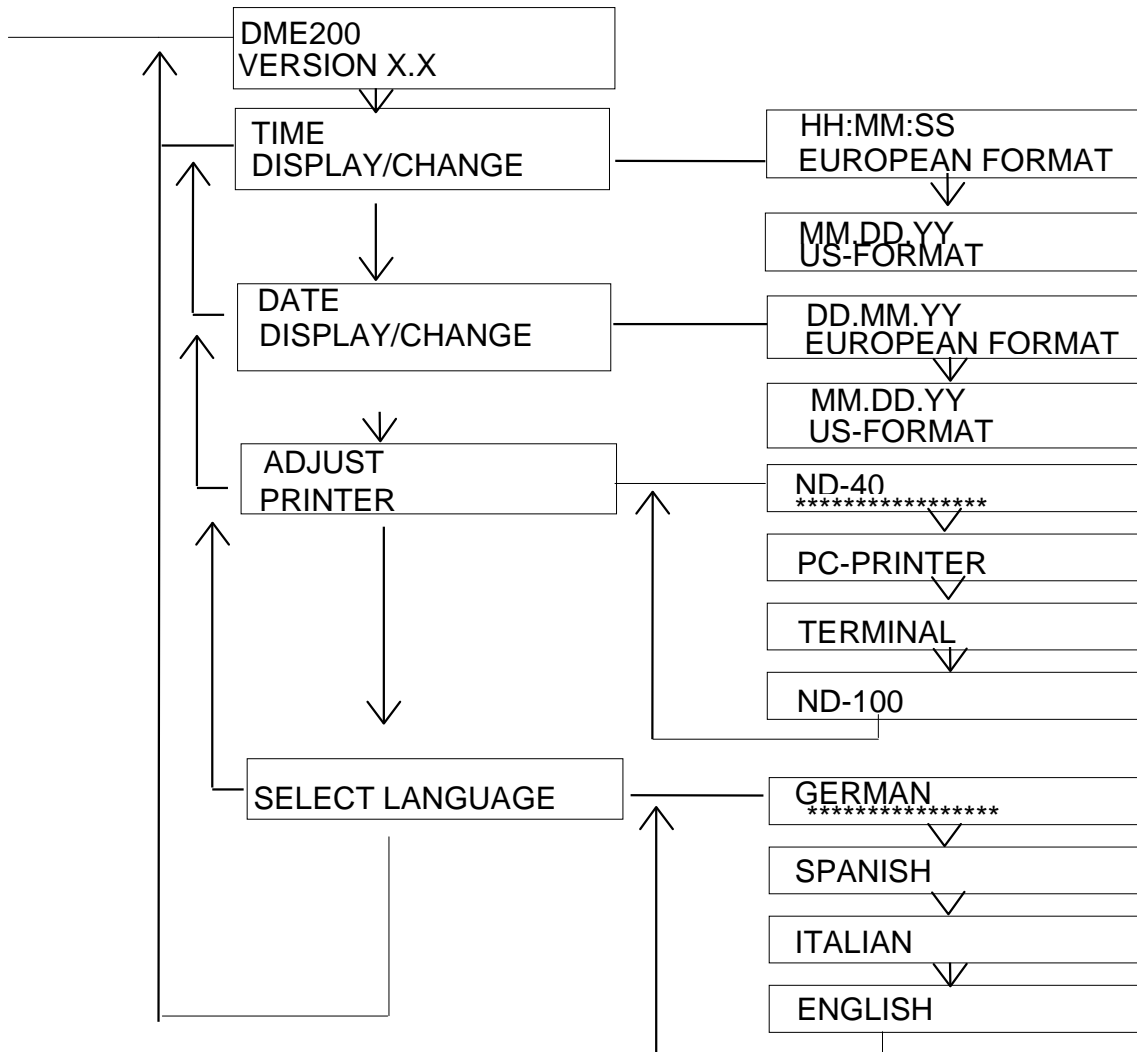 DME200
VERSION X.X
TIME
DISPLAY/CHANGE
HH:MM:SS
EUROPEAN FORMAT
MM.DD.YY
US-FORMAT
DATE
DISPLAY/CHANGE
DD.MM.YY
EUROPEAN FORMAT
MM.DD.YY
US-FORMAT
ADJUST
PRINTER
ND-40
****************
PC-PRINTER
TERMINAL
ND-100
SELECT LANGUAGE
GERMAN
****************
SPANISH
ITALIAN
ENGLISH